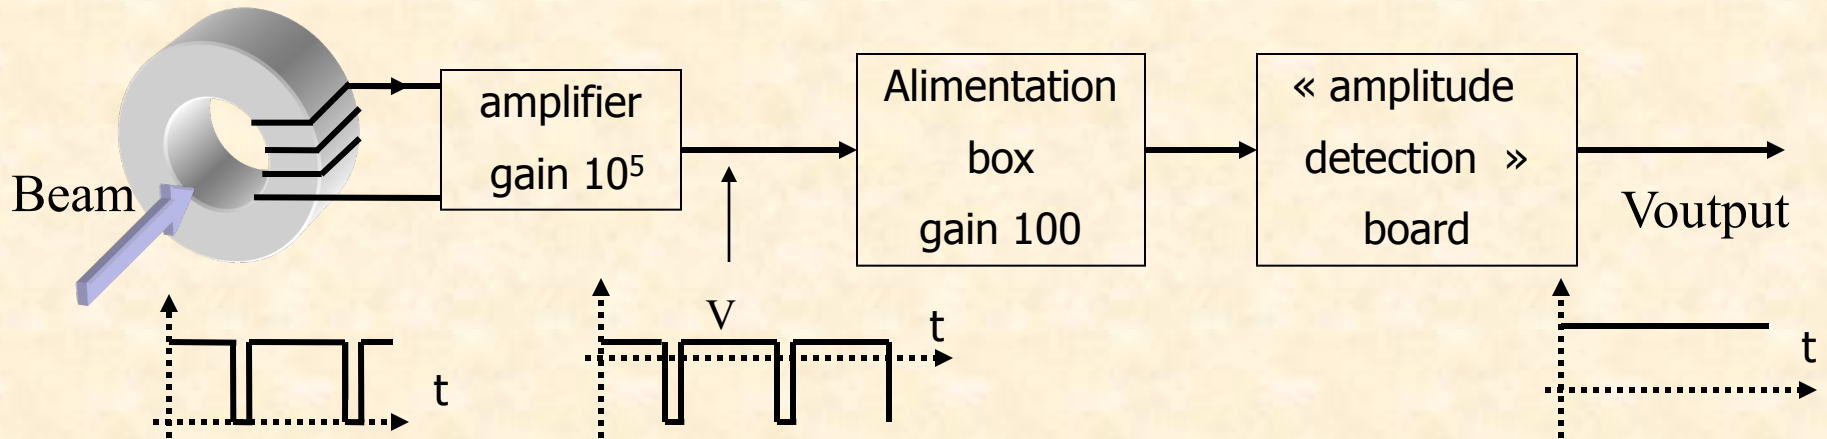 Beam
amplifier
gain 10⁵
Alimentation
box
gain 100
« amplitude
detection »
board
Voutput
t
V
t
t